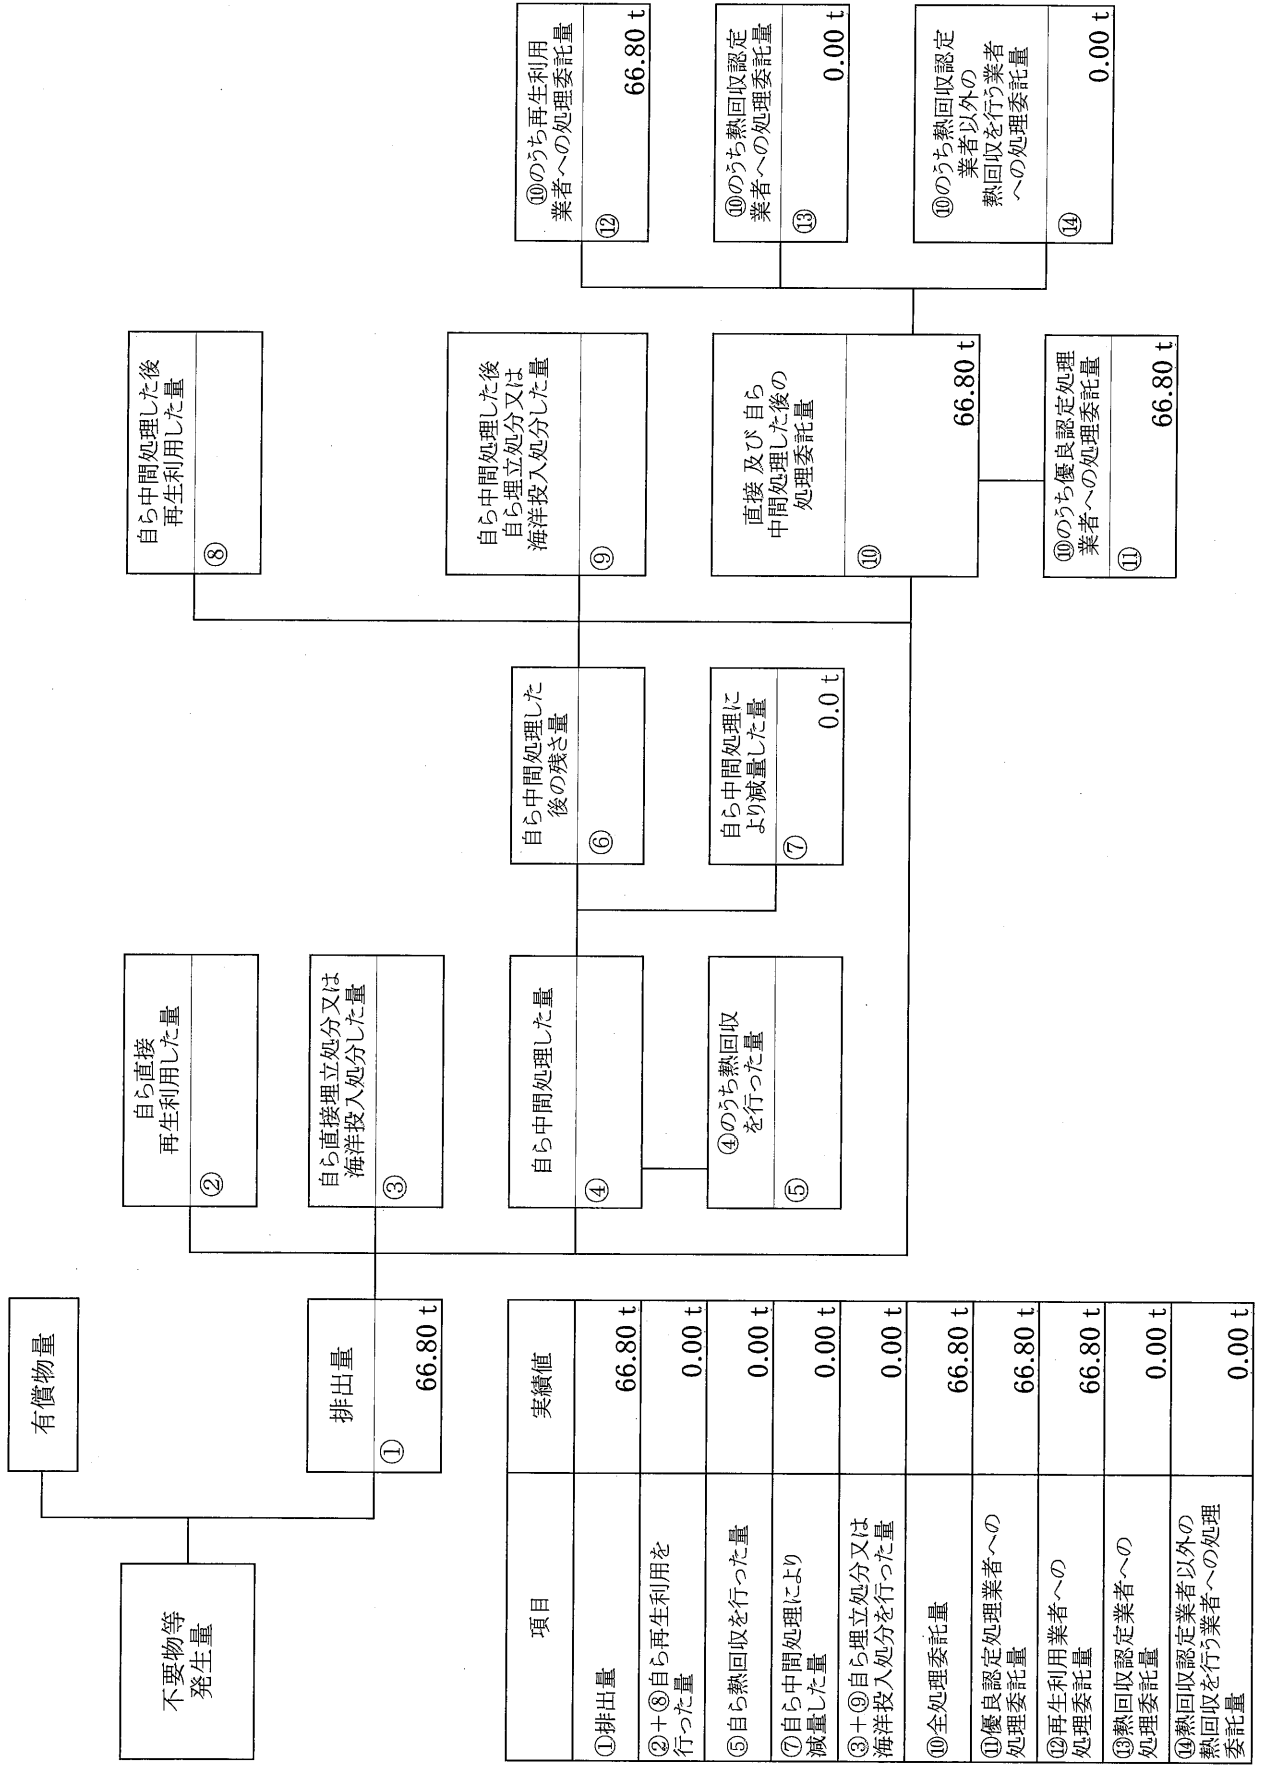 不要物等
発生量
有償物量
排出量
①
66.80 t
自ら直接
再生利用した量
②
自ら直接埋立処分又は
海洋投入処分した量
③
自ら中間処理した量
④
④のうち熱回収
を行った量
⑤
自ら中間処理した
後の残さ量
⑥
自ら中間処理に
より減量した量
⑦
0.0 t
自ら中間処理した後
再生利用した量
⑧
自ら中間処理した後
自ら埋立処分又は
海洋投入処分した量
⑨
直接 及び 自ら
中間処理した後の
処理委託量
⑩
66.80 t
⑩のうち優良認定処理
業者への処理委託量
⑪
66.80 t
⑩のうち再生利用
業者への処理委託量
⑫
66.80 t
⑩のうち熱回収認定
業者への処理委託量
⑬
0.00 t
⑩のうち熱回収認定
業者以外の
熱回収を行う業者
への処理委託量
⑭
0.00 t
項目
実績値
①排出量
66.80 t
②+⑧自ら再生利用を
行った量
0.00 t
⑤自ら熱回収を行った量
0.00 t
⑦自ら中間処理により
減量した量
0.00 t
③+⑨自ら埋立処分又は
海洋投入処分を行った量
0.00 t
⑩全処理委託量
66.80 t
⑪優良認定処理業者への
処理委託量
66.80 t
⑫再生利用業者への
処理委託量
66.80 t
⑬熱回収認定業者への
処理委託量
0.00 t
⑭熱回収認定業者以外の
熱回収を行う業者への処理
委託量
0.00 t